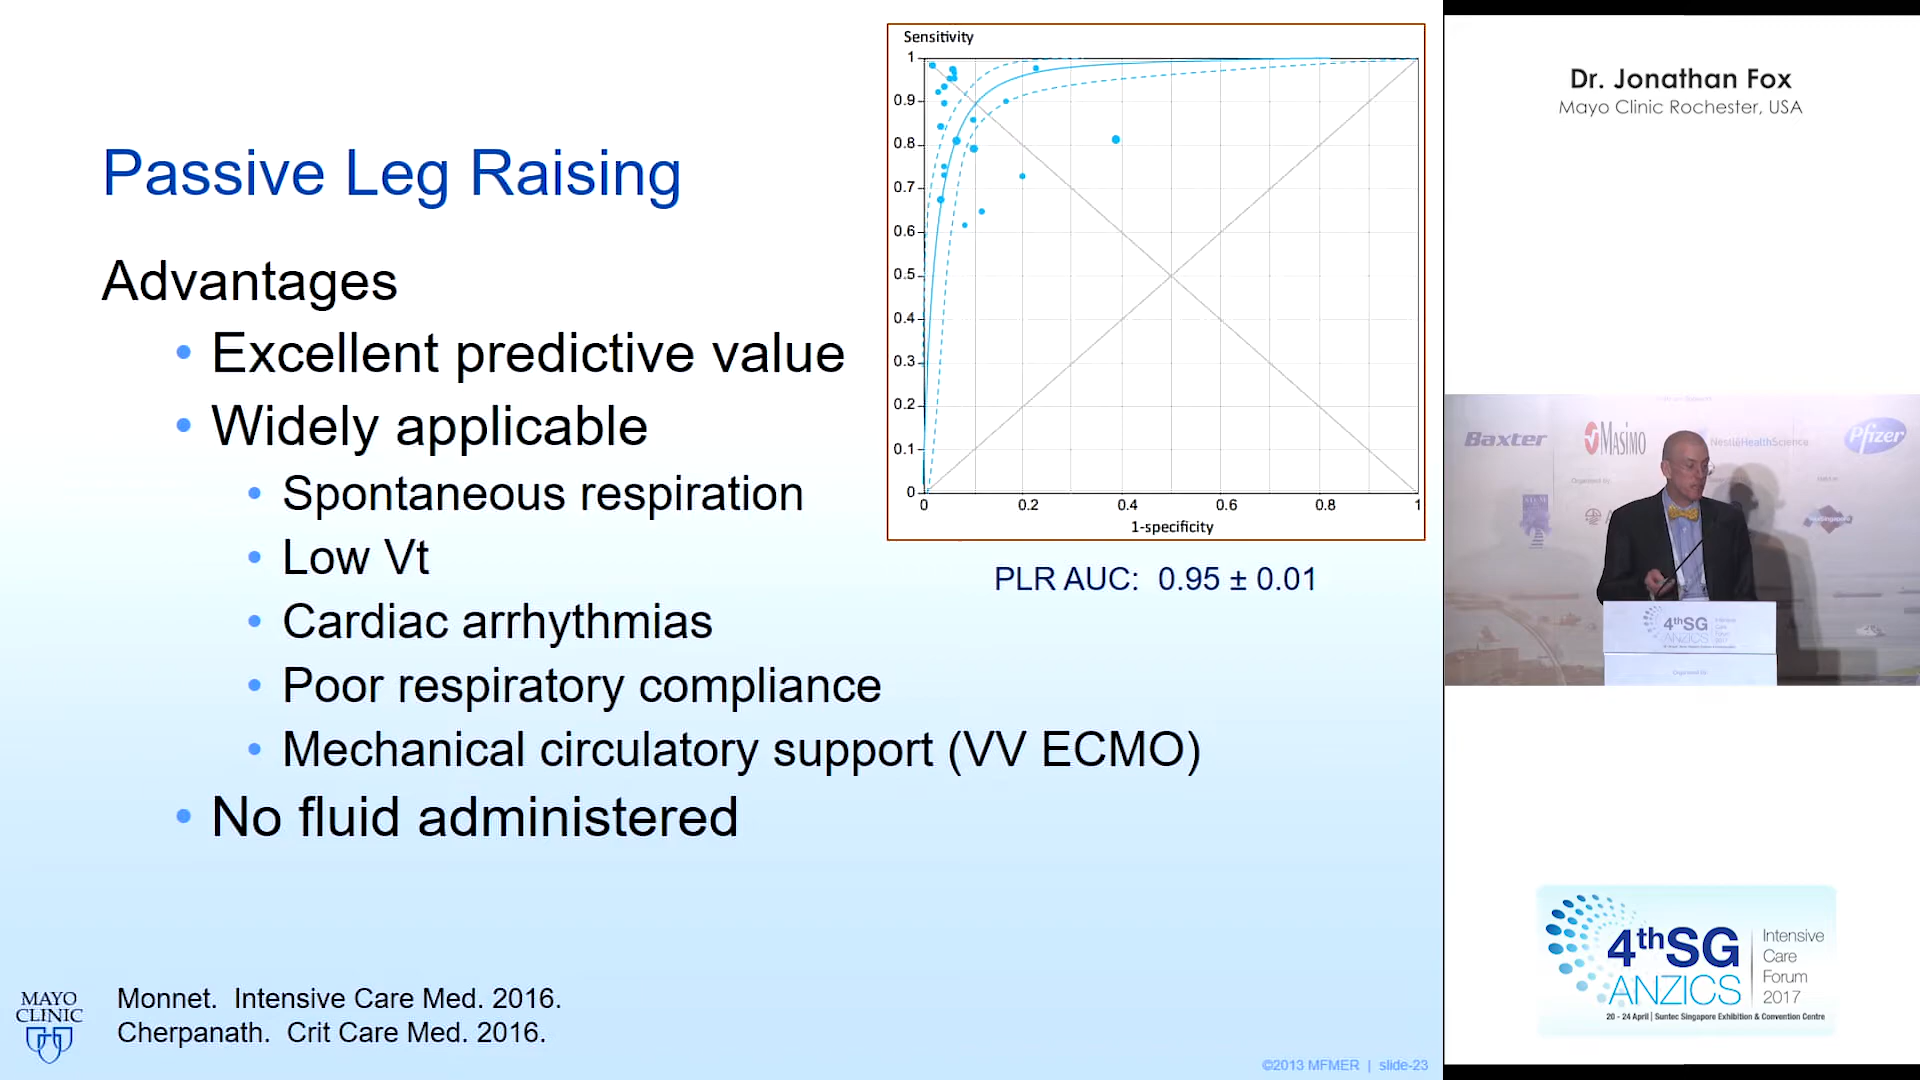 Passive Leg Raising
Advantages
• Excellent predictive value
• Widely applicable
• Spontaneous respiration
• Low Vt
• Cardiac arrhythmias
• Poor respiratory compliance
• Mechanical circulatory support (VV ECMO)
• No fluid administered
Sensitivity
1
0.9
0.8
0.7
0.6
0.5
0.4
0.3
0.2
0.1
0
0 0.2 0.4 0.6 0.8 1
1-specificity
PLR AUC: 0.95 ± 0.01
MAYO
CLINIC
Monnet. Intensive Care Med. 2016.
Cherpanath. Crit Care Med. 2016.
©2013 MFMER | slide-23
Dr. Jonathan Fox
Mayo Clinic Rochester, USA
Baxter
Masimo
NestléHealthScience
Pfizer
4thSG
ANZICS
4thSG
ANZICS
Intensive
Care
Forum
2017
20 - 24 April | Suntec Singapore Exhibition & Convention Centre